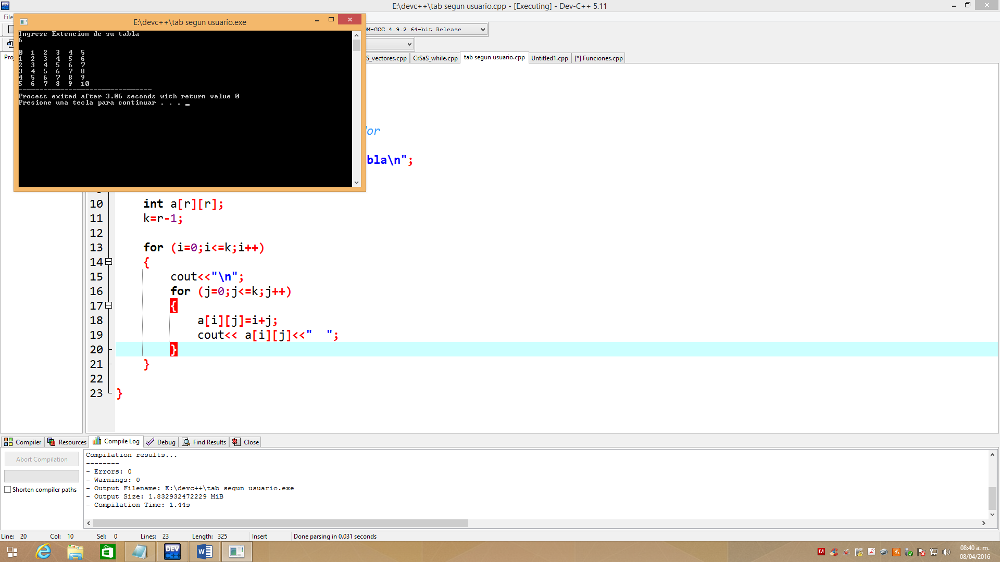 E:\devc++\tab segun usuario.cpp - [Executing] - Dev-C++ 5.11
File
E:\devc++\tab segun usuario.exe
M-GCC 4.9.2 64-bit Release
Ingrese Extencion de su tabla
6
0 1 2 3 4 5
1 2 3 4 5 6
2 3 4 5 6 7
3 4 5 6 7 8
4 5 6 7 8 9
5 6 7 8 9 10
--------------------------------
Process exited after 3.06 seconds with return value 0
Presione una tecla para continuar . . .
S_vectores.cpp CrSaS_while.cpp tab segun usuario.cpp Untitled1.cpp [*] Funciones.cpp
or
bla\n";
10 int a[r][r];
11 k=r-1;
12
13 for (i=0;i<=k;i++)
14 {
15 cout<<"\n";
16 for (j=0;j<=k;j++)
17 {
18 a[i][j]=i+j;
19 cout<< a[i][j]<<"  ";
20 }
21 }
22
23 }
Compiler Resources Compile Log Debug Find Results Close
Abort Compilation
Shorten compiler paths
Compilation results...
--------
- Errors: 0
- Warnings: 0
- Output Filename: E:\devc++\tab segun usuario.exe
- Output Size: 1.832932472229 MiB
- Compilation Time: 1.44s
Line: 20 Col: 10 Sel: 0 Lines: 23 Length: 325 Insert Done parsing in 0.031 seconds
DEV C++
08:40 a. m.
08/04/2016